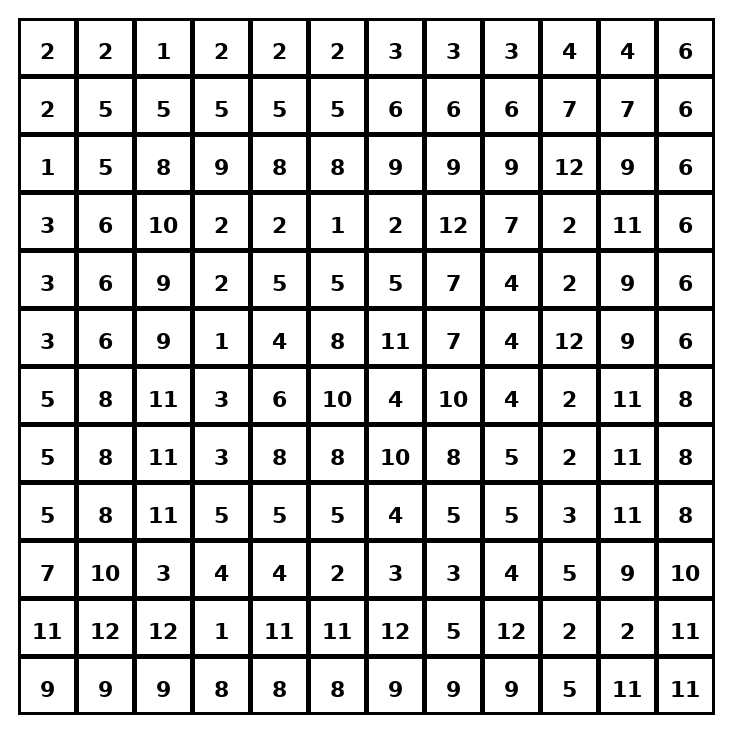 2 2 1 2 2 2 3 3 3 4 4 6
2 5 5 5 5 5 6 6 6 7 7 6
1 5 8 9 8 8 9 9 9 12 9 6
3 6 10 2 2 1 2 12 7 2 11 6
3 6 9 2 5 5 5 7 4 2 9 6
3 6 9 1 4 8 11 7 4 12 9 6
5 8 11 3 6 10 4 10 4 2 11 8
5 8 11 3 8 8 10 8 5 2 11 8
5 8 11 5 5 5 4 5 5 3 11 8
7 10 3 4 4 2 3 3 4 5 9 10
11 12 12 1 11 11 12 5 12 2 2 11
9 9 9 8 8 8 9 9 9 5 11 11